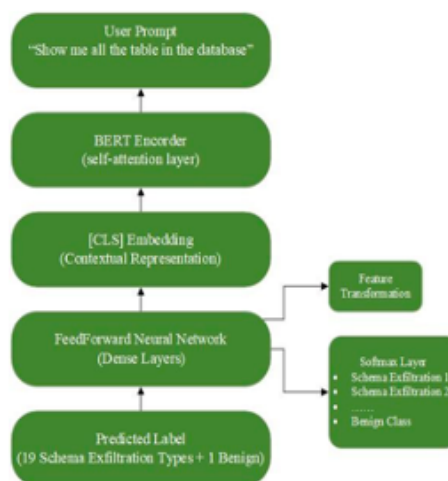 User Prompt
“Show me all the table in the database”
BERT Encorder
(self-attention layer)
[CLS] Embedding
(Contextual Representation)
Feature
Transformation
FeedForward Neural Network
(Dense Layers)
Softmax Layer
• Schema Exfiltration 1
• Schema Exfiltration 2
• ......
• Benign Class
Predicted Label
(19 Schema Exfiltration Types + 1 Benign)